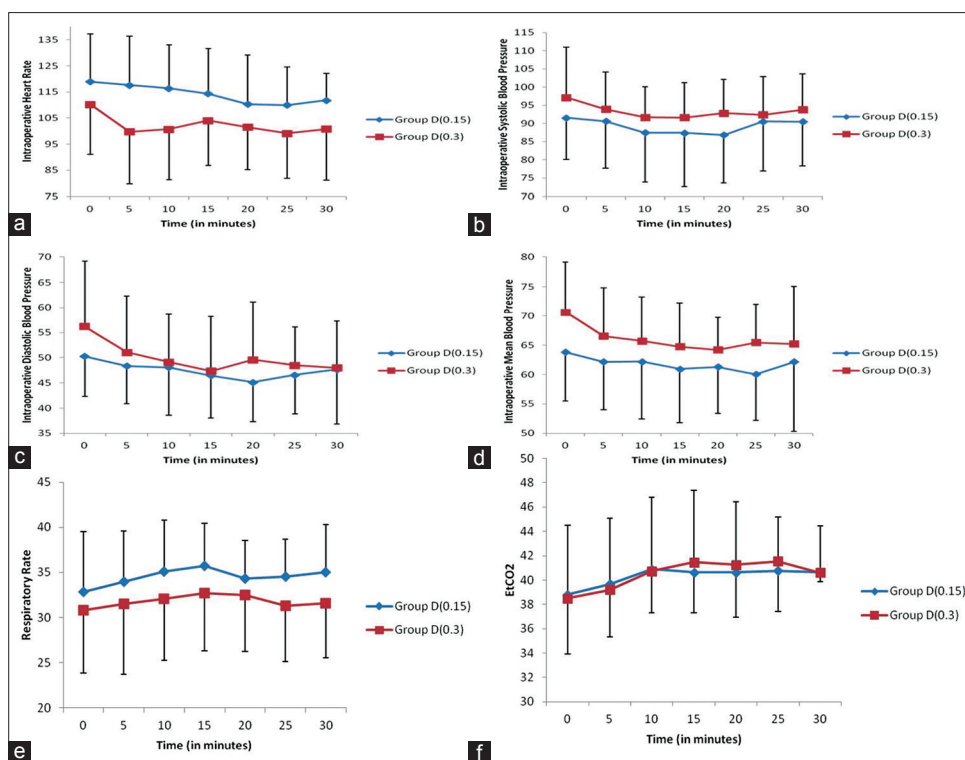 135
125
115
105
95
85
75
Intraoperative Heart Rate
0 5 10 15 20 25 30
Time (in minutes)
Group D(0.15)
Group D(0.3)
a
115
110
105
100
95
90
85
80
75
70
Intraoperative Systolic Blood Pressure
0 5 10 15 20 25 30
Time (in minutes)
Group D(0.15)
Group D(0.3)
b
70
65
60
55
50
45
40
35
Intraoperative Diastolic Blood Pressure
0 5 10 15 20 25 30
Time (in minutes)
Group D(0.15)
Group D(0.3)
c
80
75
70
65
60
55
50
Intraoperative Mean Blood Pressure
0 5 10 15 20 25 30
Time (in minutes)
Group D(0.15)
Group D(0.3)
d
45
40
35
30
25
20
Respiratory Rate
0 5 10 15 20 25 30
Time (in minutes)
Group D(0.15)
Group D(0.3)
e
50
48
46
44
42
40
38
36
34
32
30
EtCO2
0 5 10 15 20 25 30
Time (in minutes)
Group D(0.15)
Group D(0.3)
f